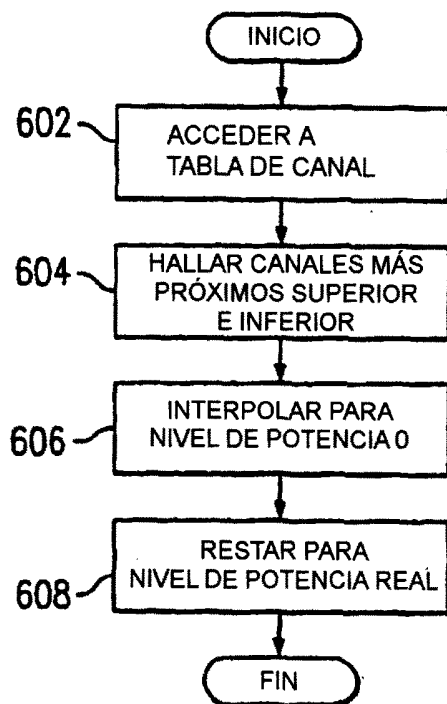 INICIO
602
ACCEDER A
TABLA DE CANAL
604
HALLAR CANALES MÁS
PRÓXIMOS SUPERIOR
E INFERIOR
606
INTERPOLAR PARA
NIVEL DE POTENCIA 0
608
RESTAR PARA
NIVEL DE POTENCIA REAL
FIN